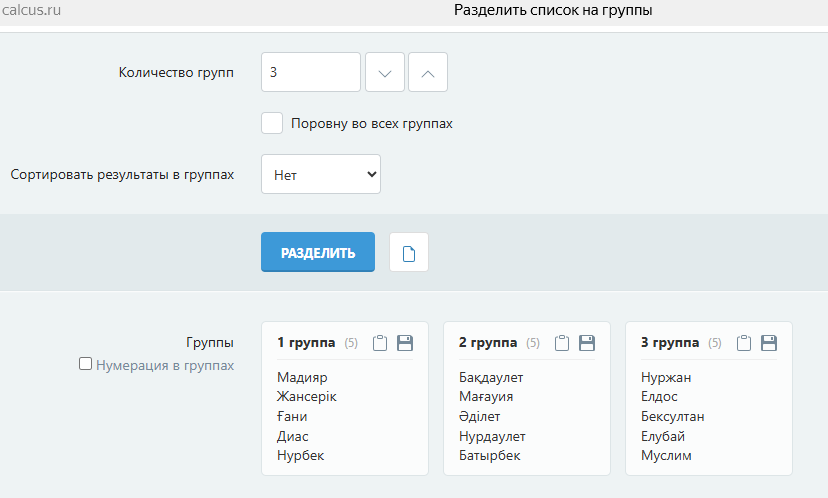 calcus.ru
Разделить список на группы
Количество групп
3
Поровну во всех группах
Сортировать результаты в группах
Нет
РАЗДЕЛИТЬ
Группы
Нумерация в группах
1 группа (5)
Мадияр
Жансерік
Ғани
Диас
Нурбек
2 группа (5)
Бақдаулет
Мағауия
Әділет
Нурдаулет
Батырбек
3 группа (5)
Нуржан
Елдос
Бексултан
Елубай
Муслим